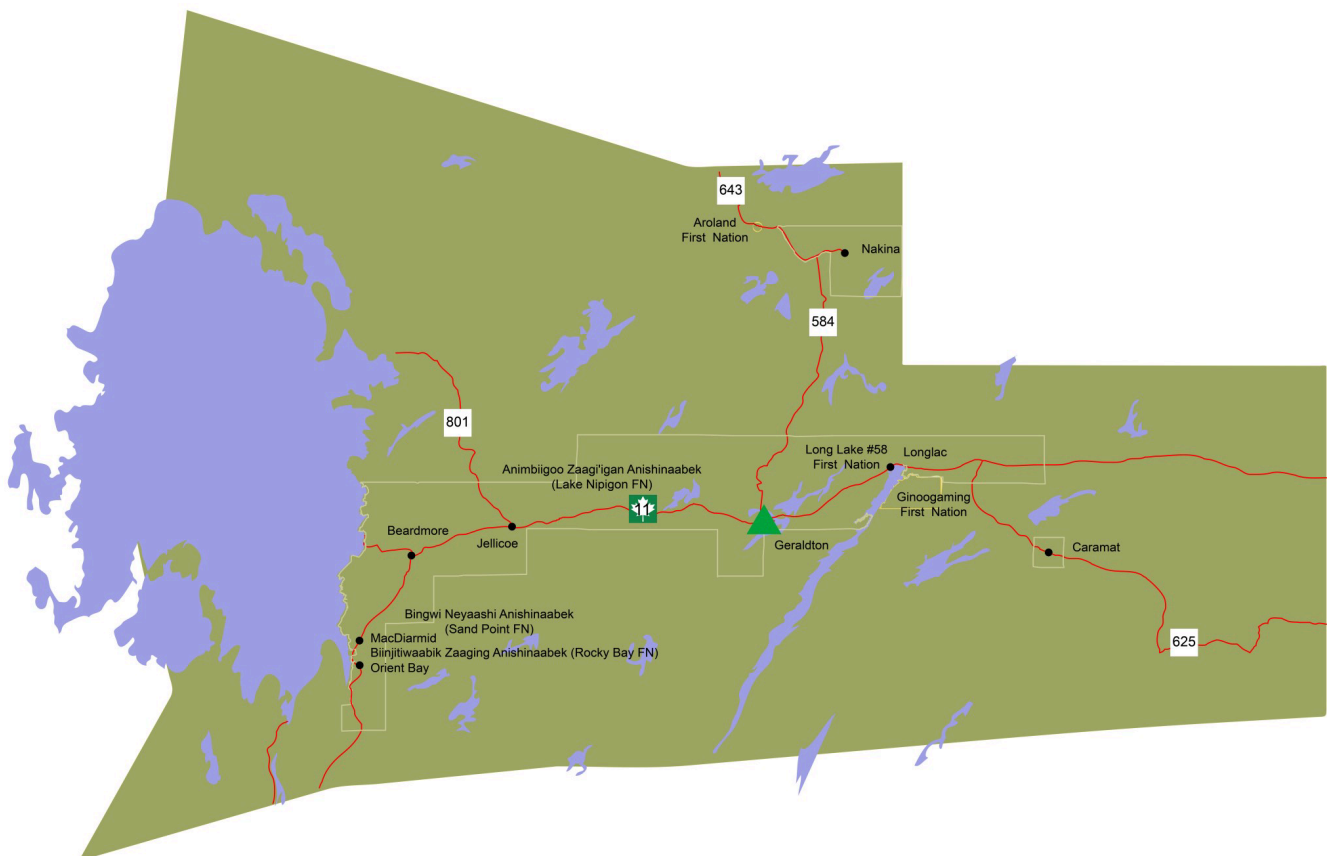 643
Aroland
First Nation
Nakina
584
801
Long Lake #58
First Nation
Longlac
Animbiigoo Zaagi'igan Anishinaabek
(Lake Nipigon FN)
Ginoogaming
First Nation
11
Beardmore
Jellicoe
Geraldton
Caramat
Bingwi Neyaashi Anishinaabek
(Sand Point FN)
MacDiarmid
Biinjitiwaabik Zaaging Anishinaabek (Rocky Bay FN)
Orient Bay
625